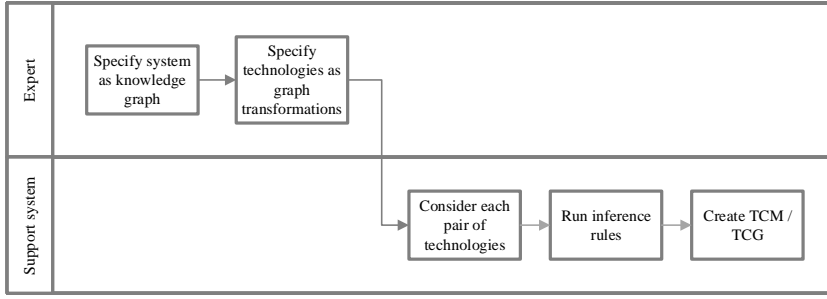 Expert
Specify system
as knowledge
graph
Specify
technologies as
graph
transformations
Support system
Consider each
pair of
technologies
Run inference
rules
Create TCM /
TCG